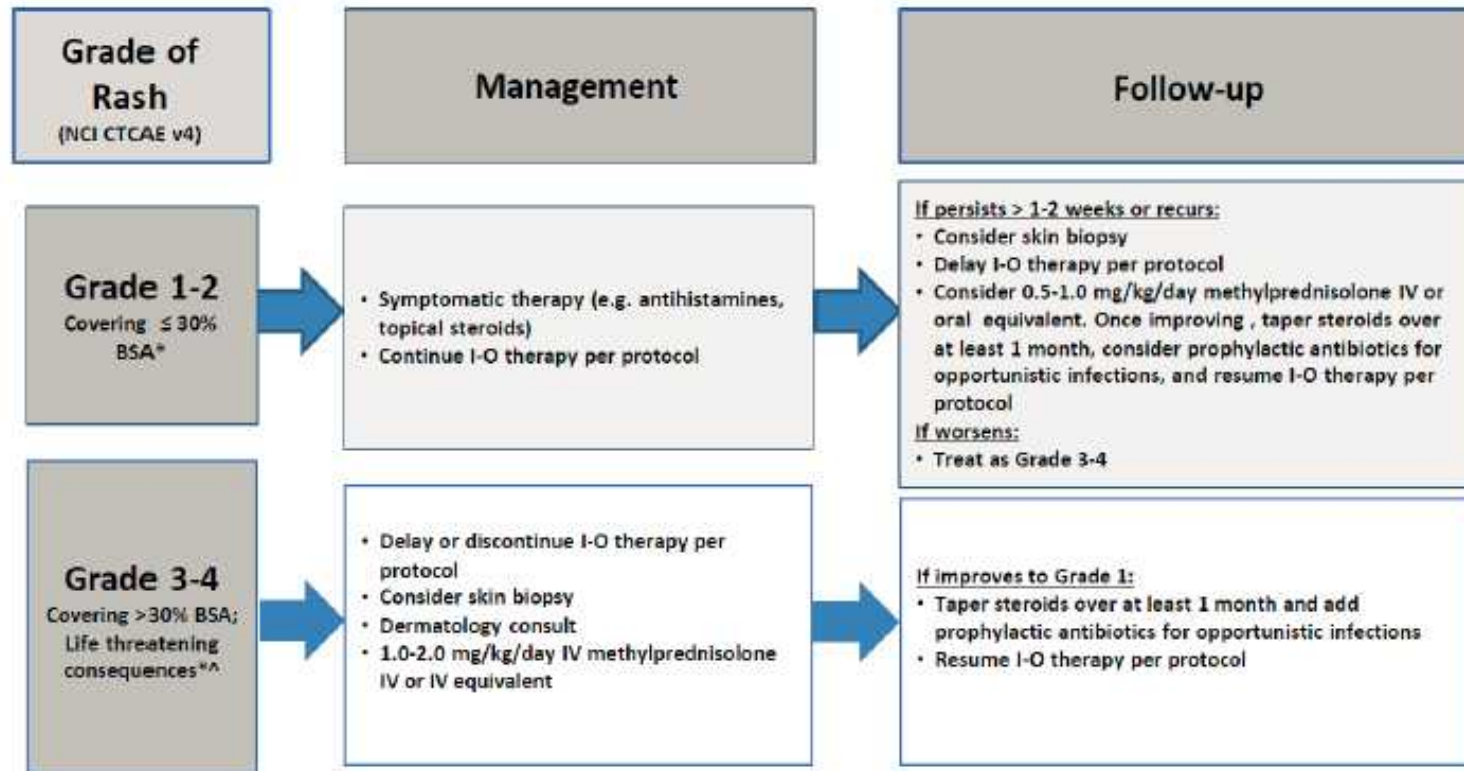 Grade of
Rash
(NCI CTCAE v4)
Management
Follow-up
Grade 1-2
Covering ≤ 30%
BSA*
• Symptomatic therapy (e.g. antihistamines,
topical steroids)
• Continue I-O therapy per protocol
If persists > 1-2 weeks or recurs:
• Consider skin biopsy
• Delay I-O therapy per protocol
• Consider 0.5-1.0 mg/kg/day methylprednisolone IV or
oral equivalent. Once improving , taper steroids over
at least 1 month, consider prophylactic antibiotics for
opportunistic infections, and resume I-O therapy per
protocol
If worsens:
• Treat as Grade 3-4
Grade 3-4
Covering >30% BSA;
Life threatening
consequences*^
• Delay or discontinue I-O therapy per
protocol
• Consider skin biopsy
• Dermatology consult
• 1.0-2.0 mg/kg/day IV methylprednisolone
IV or IV equivalent
If improves to Grade 1:
• Taper steroids over at least 1 month and add
prophylactic antibiotics for opportunistic infections
• Resume I-O therapy per protocol